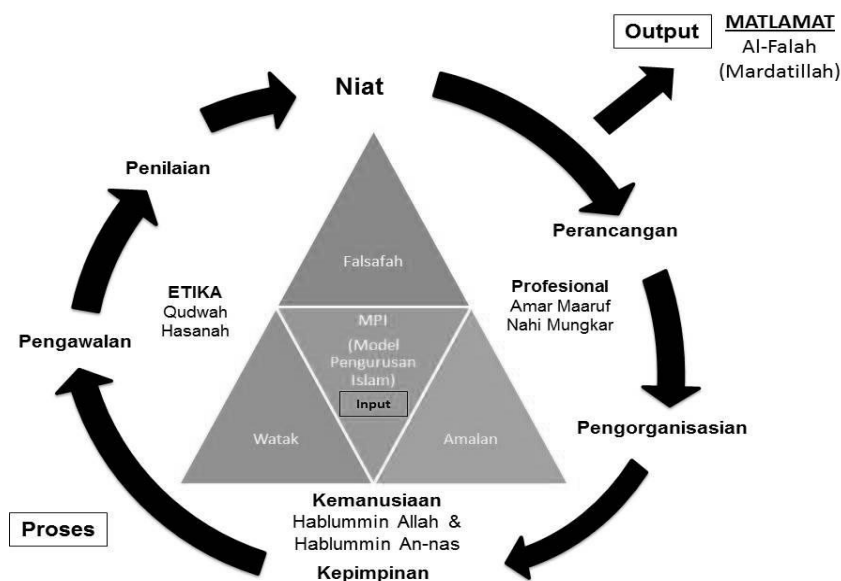 Output
MATLAMAT
Al-Falah
(Mardatillah)
Niat
Penilaian
Perancangan
Falsafah
ETIKA
Qudwah
Hasanah
Profesional
Amar Maaruf
Nahi Mungkar
Pengawalan
MPI
(Model
Pengurusan
Islam)
Input
Pengorganisasian
Watak
Amalan
Kemanusiaan
Hablummin Allah &
Hablummin An-nas
Proses
Kepimpinan